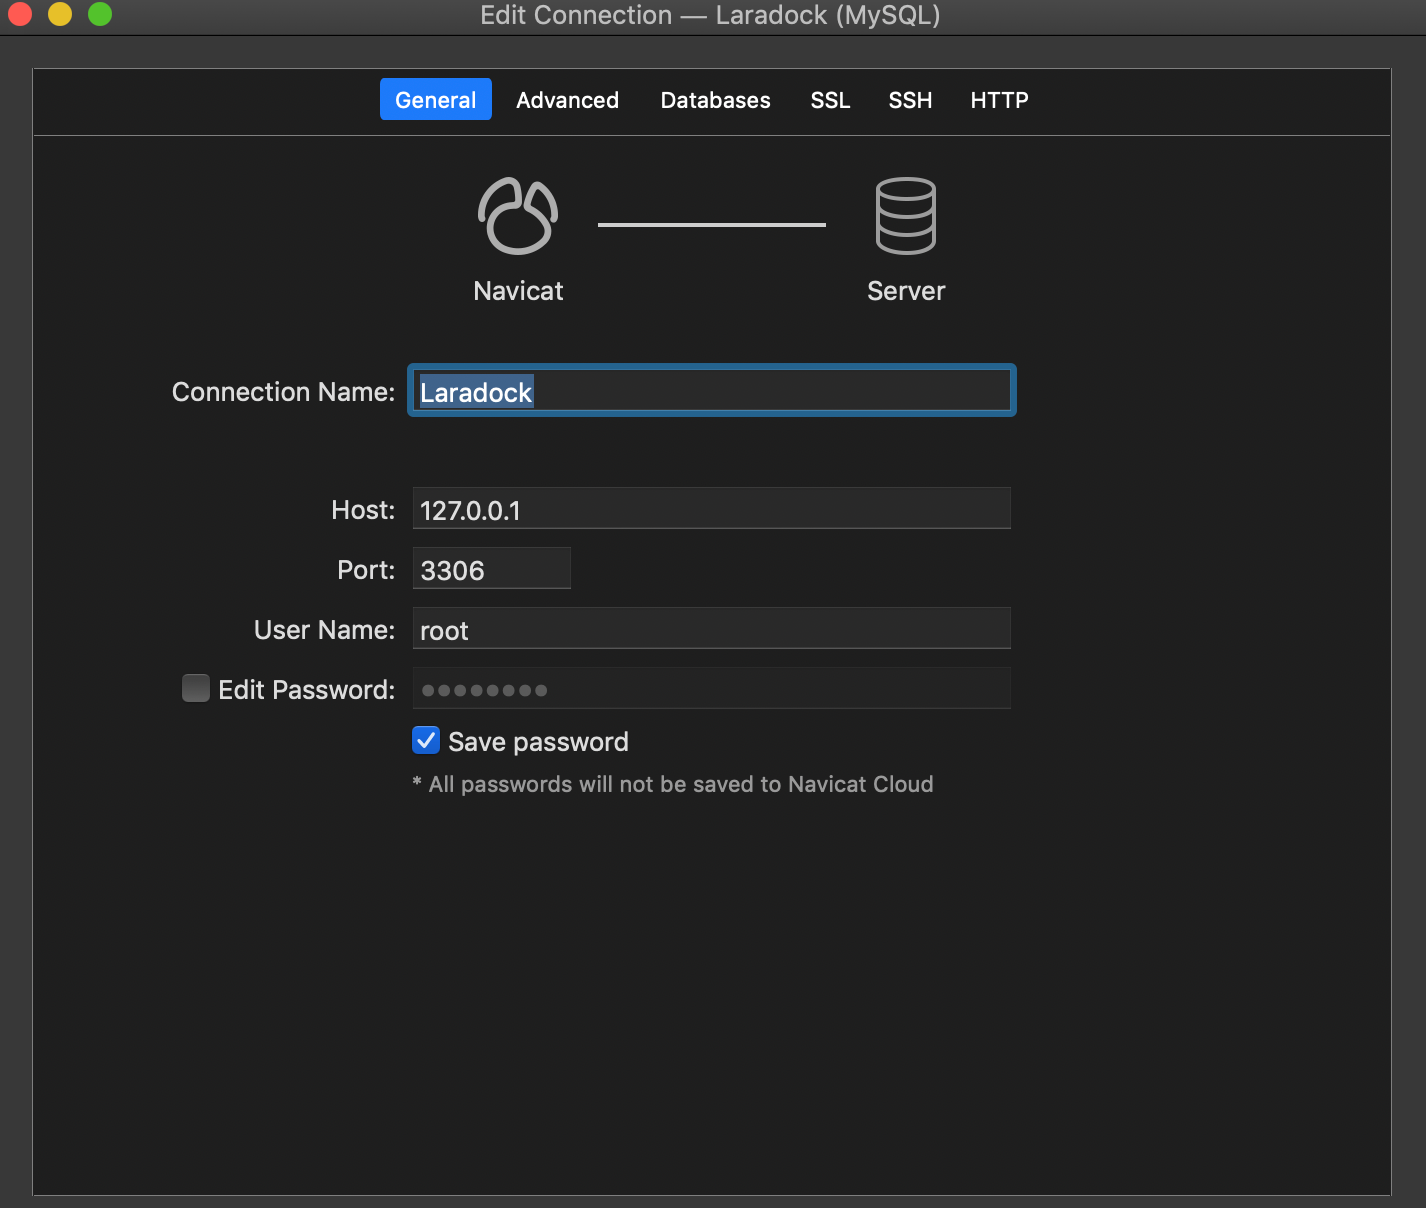 Edit Connection — Laradock (MySQL)
General Advanced Databases SSL SSH HTTP
Navicat Server
Connection Name: Laradock
Host: 127.0.0.1
Port: 3306
User Name: root
Edit Password: ••••••••
Save password
* All passwords will not be saved to Navicat Cloud